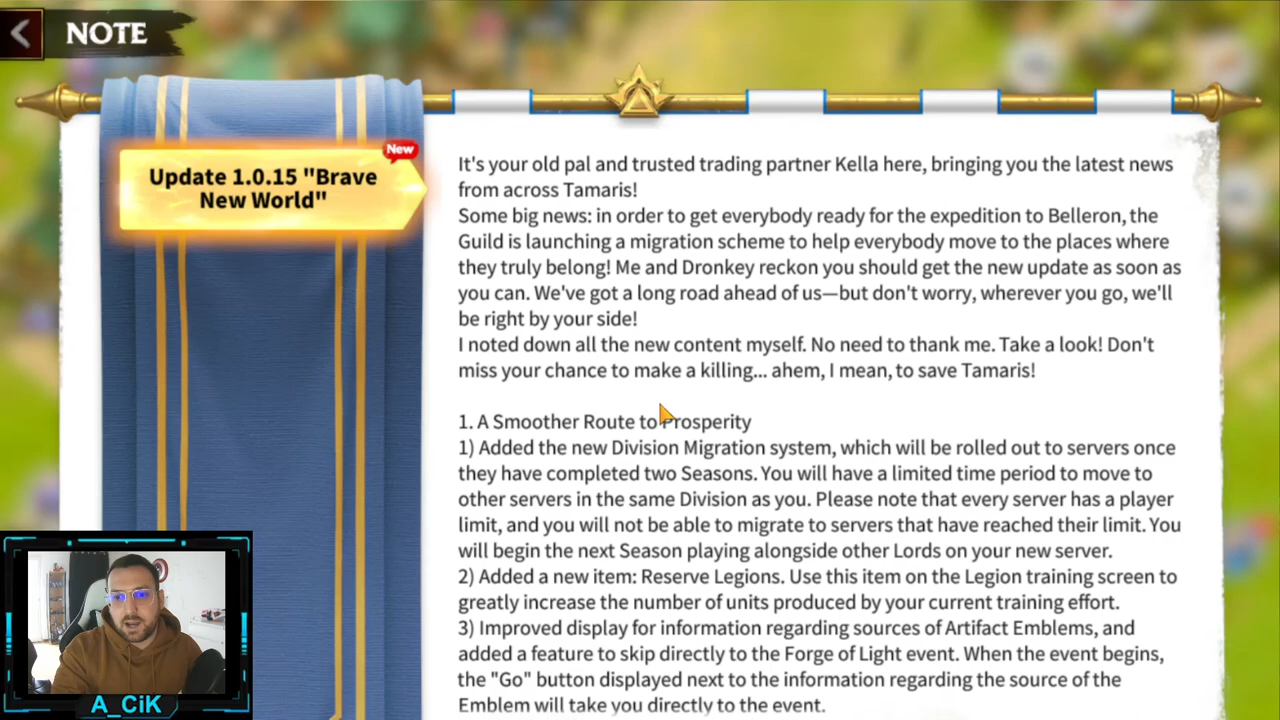 NOTE
New
Update 1.0.15 "Brave
New World"
It's your old pal and trusted trading partner Kella here, bringing you the latest news
from across Tamaris!
Some big news: in order to get everybody ready for the expedition to Belleron, the
Guild is launching a migration scheme to help everybody move to the places where
they truly belong! Me and Dronkey reckon you should get the new update as soon as
you can. We've got a long road ahead of us—but don't worry, wherever you go, we'll
be right by your side!
I noted down all the new content myself. No need to thank me. Take a look! Don't
miss your chance to make a killing... ahem, I mean, to save Tamaris!
1. A Smoother Route to Prosperity
1) Added the new Division Migration system, which will be rolled out to servers once
they have completed two Seasons. You will have a limited time period to move to
other servers in the same Division as you. Please note that every server has a player
limit, and you will not be able to migrate to servers that have reached their limit. You
will begin the next Season playing alongside other Lords on your new server.
2) Added a new item: Reserve Legions. Use this item on the Legion training screen to
greatly increase the number of units produced by your current training effort.
3) Improved display for information regarding sources of Artifact Emblems, and
added a feature to skip directly to the Forge of Light event. When the event begins,
the "Go" button displayed next to the information regarding the source of the
Emblem will take you directly to the event.
A_CiK